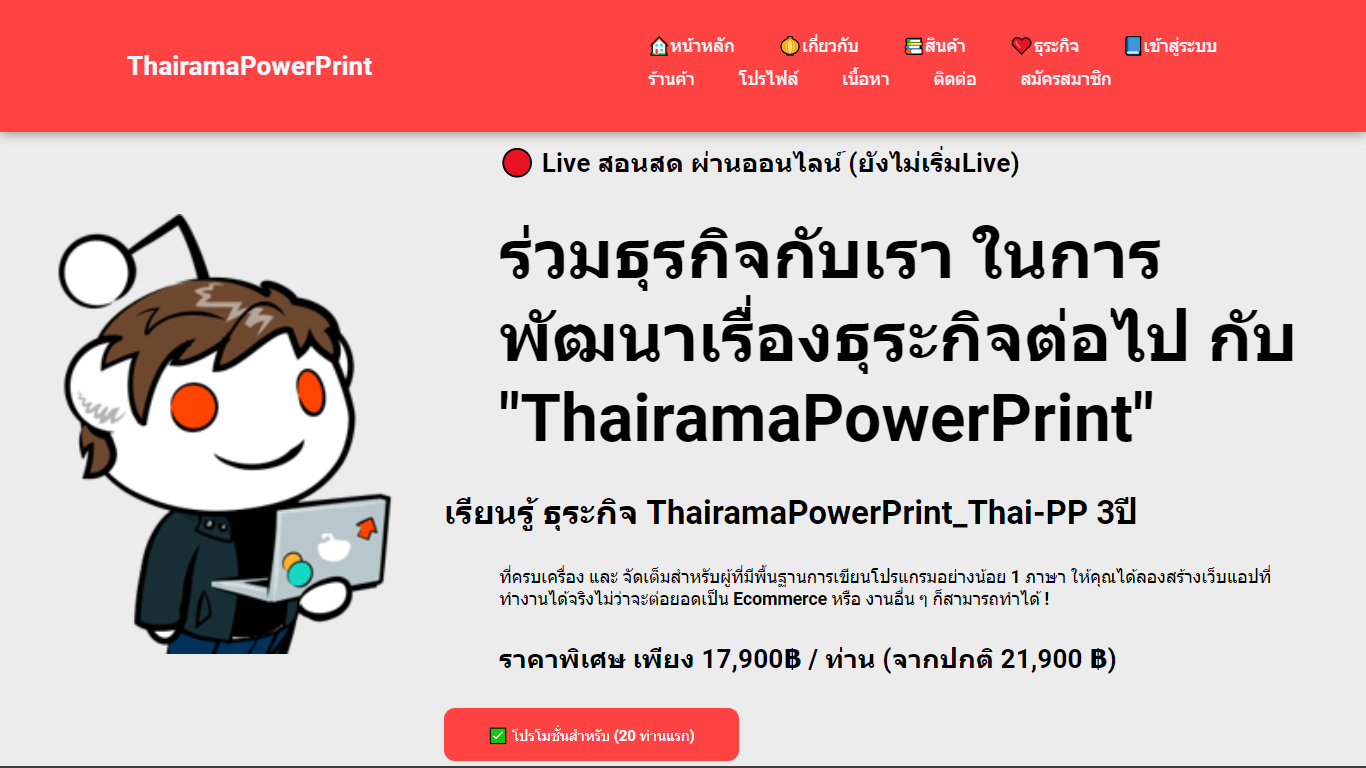 ThairamaPowerPrint
🏠หน้าหลัก เกี่ยวกับ 📚สินค้า ❤ธุระกิจ 📘เข้าสู่ระบบ
ร้านค้า โปรไฟล์ เนื้อหา ติดต่อ สมัครสมาชิก
🔴 Live สอนสด ผ่านออนไลน์ (ยังไม่เริ่มLive)
ร่วมธุรกิจกับเรา ในการ
พัฒนาเรื่องธุระกิจต่อไป กับ
"ThairamaPowerPrint"
เรียนรู้ ธุระกิจ ThairamaPowerPrint_Thai-PP 3ปี
ที่ครบเครื่อง และ จัดเต็มสำหรับผู้ที่มีพื้นฐานการเขียนโปรแกรมอย่างน้อย 1 ภาษา ให้คุณได้ลองสร้างเว็บแอปที่
ทำงานได้จริงไม่ว่าจะต่อยอดเป็น Ecommerce หรือ งานอื่น ๆ ก็สามารถทำได้ !
ราคาพิเศษ เพียง 17,900฿ / ท่าน (จากปกติ 21,900 ฿)
✅ โปรโมชั่นสำหรับ (20 ท่านแรก)